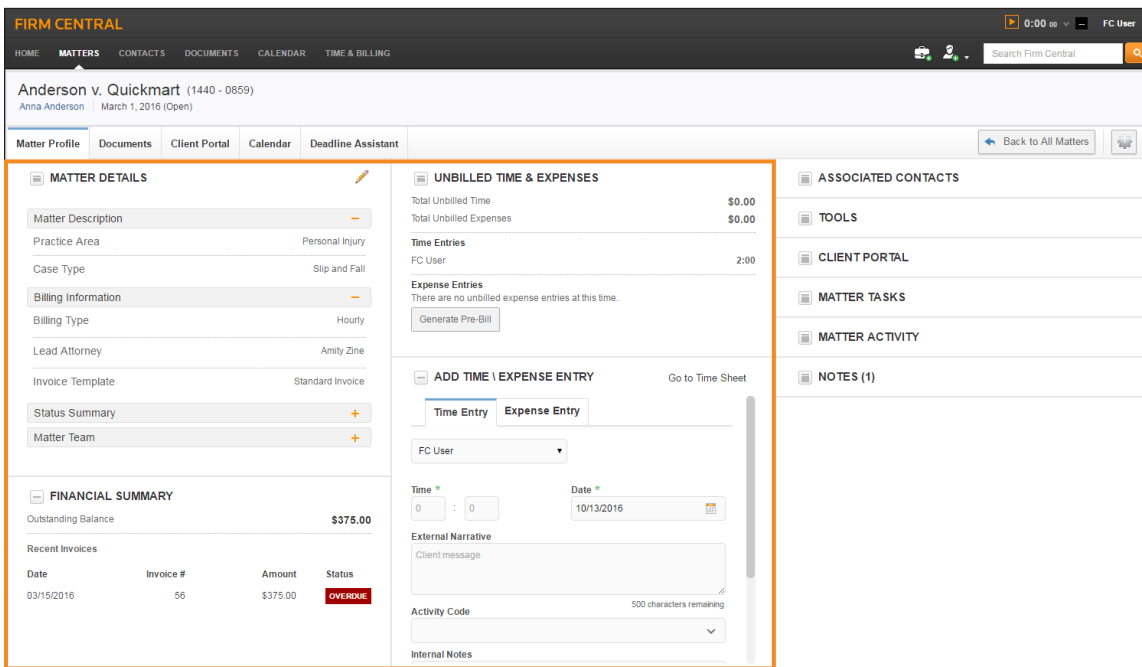 FIRM CENTRAL
0:00 00
FC User
HOME MATTERS CONTACTS DOCUMENTS CALENDAR TIME & BILLING
Search Firm Central
Anderson v. Quickmart (1440 - 0859)
Anna Anderson | March 1, 2016 (Open)
Matter Profile Documents Client Portal Calendar Deadline Assistant
Back to All Matters
MATTER DETAILS
Matter Description
Practice Area Personal Injury
Case Type Slip and Fall
Billing Information
Billing Type Hourly
Lead Attorney Amity Zine
Invoice Template Standard Invoice
Status Summary
Matter Team
FINANCIAL SUMMARY
Outstanding Balance $375.00
Recent Invoices
Date Invoice # Amount Status
03/15/2016 56 $375.00 OVERDUE
UNBILLED TIME & EXPENSES
Total Unbilled Time $0.00
Total Unbilled Expenses $0.00
Time Entries
FC User 2:00
Expense Entries
There are no unbilled expense entries at this time.
Generate Pre-Bill
ADD TIME \ EXPENSE ENTRY Go to Time Sheet
Time Entry Expense Entry
FC User
Time * Date *
0 : 0 10/13/2016
External Narrative
Client message
500 characters remaining
Activity Code
Internal Notes
ASSOCIATED CONTACTS
TOOLS
CLIENT PORTAL
MATTER TASKS
MATTER ACTIVITY
NOTES (1)